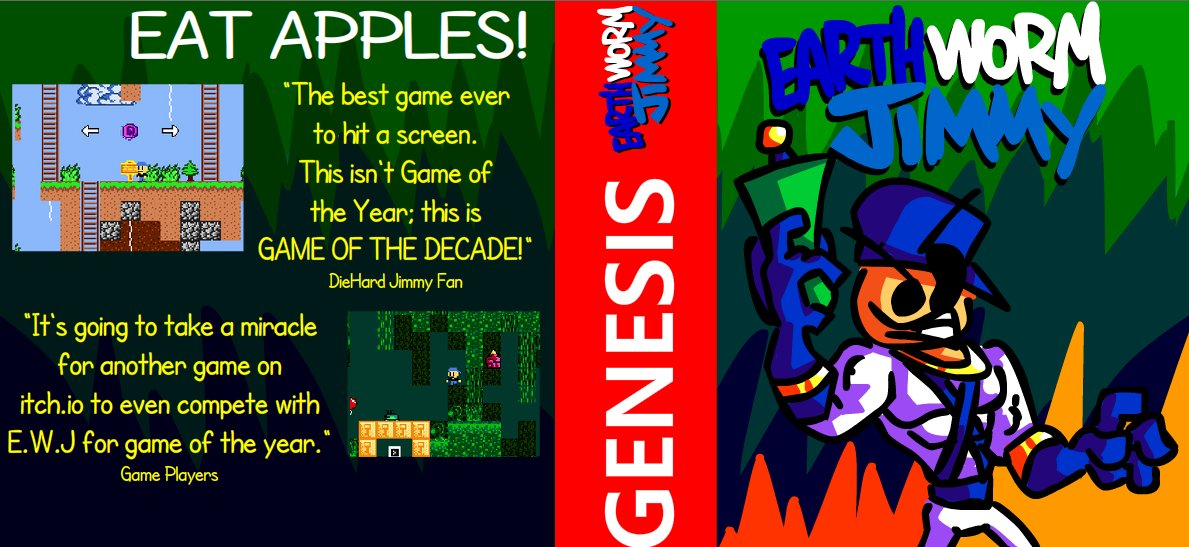 EAT APPLES!
"The best game ever
to hit a screen.
This isn't Game of
the Year; this is
GAME OF THE DECADE!"
DieHard Jimmy Fan
"It's going to take a miracle
for another game on
itch.io to even compete with
E.W.J for game of the year."
Game Players
EARTH WORM
JIMMY
GENESIS
EARTH WORM
JIMMY